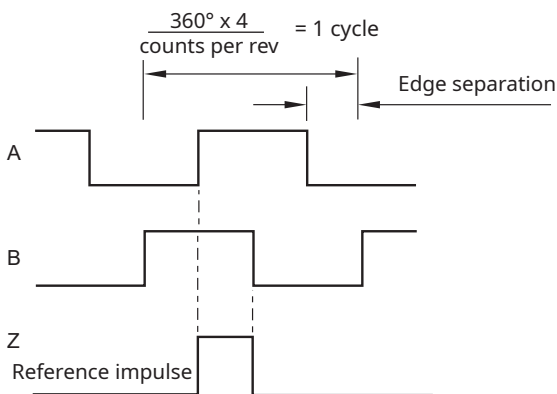 360° x 4
counts per rev
= 1 cycle
Edge separation
A
B
Z
Reference impulse